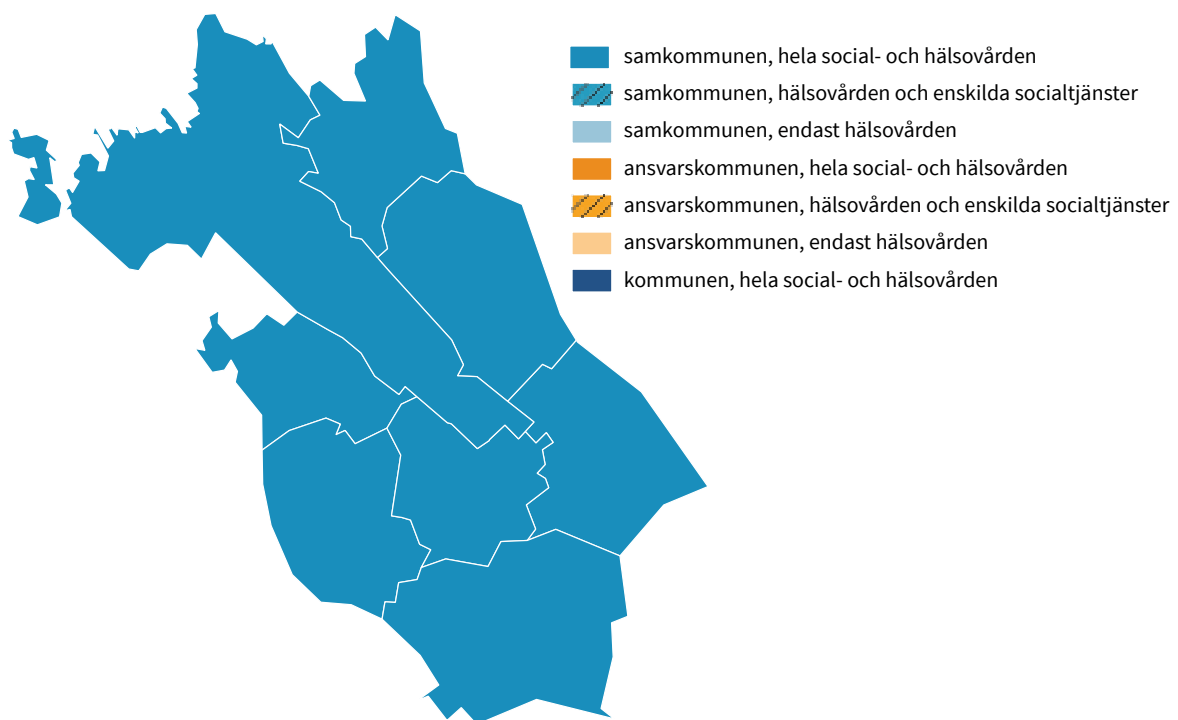 samkommunen, hela social- och hälsovården
samkommunen, hälsovården och enskilda socialtjänster
samkommunen, endast hälsovården
ansvarskommunen, hela social- och hälsovården
ansvarskommunen, hälsovården och enskilda socialtjänster
ansvarskommunen, endast hälsovården
kommunen, hela social- och hälsovården